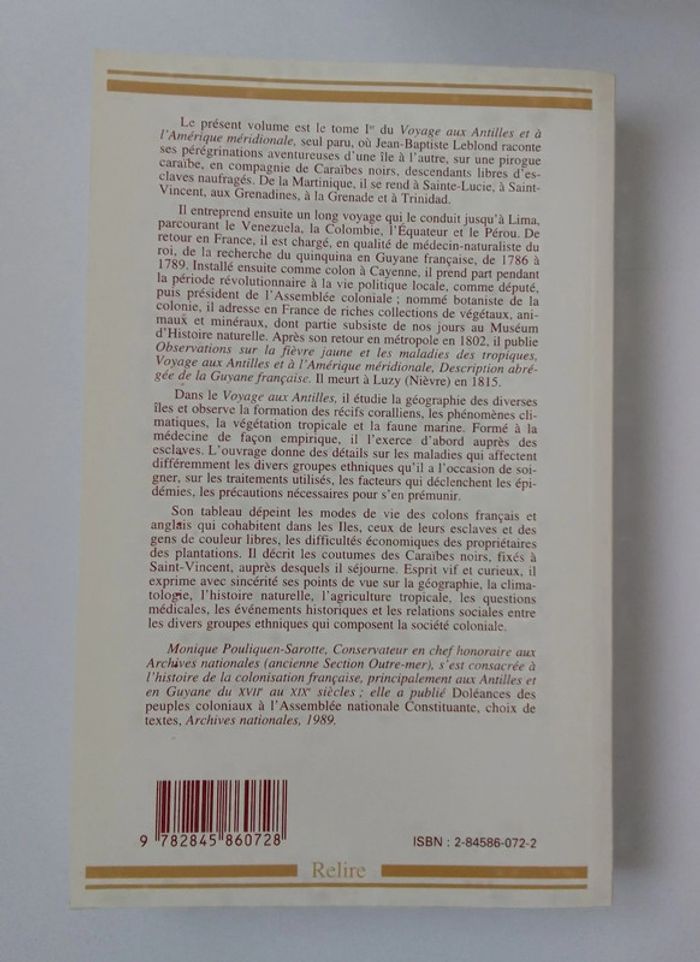 Le présent volume est le tome Iᵉʳ du Voyage aux Antilles et à
l'Amérique méridionale, seul paru, où Jean-Baptiste Leblond raconte
ses pérégrinations aventureuses d'une île à l'autre, sur une pirogue
caraïbe, en compagnie de Caraïbes noirs, descendants libres d'es-
claves naufragés. De la Martinique, il se rend à Sainte-Lucie, à Saint-
Vincent, aux Grenadines, à la Grenade et à Trinidad.
Il entreprend ensuite un long voyage qui le conduit jusqu'à Lima,
parcourant le Venezuela, la Colombie, l'Équateur et le Pérou. De
retour en France, il est chargé, en qualité de médecin-naturaliste du
roi, de la recherche du quinquina en Guyane française, de 1786 à
1789. Installé ensuite comme colon à Cayenne, il prend part pendant
la période révolutionnaire à la vie politique locale, comme député,
puis président de l'Assemblée coloniale ; nommé botaniste de la
colonie, il adresse en France de riches collections de végétaux, ani-
maux et minéraux, dont partie subsiste de nos jours au Muséum
d'Histoire naturelle. Après son retour en métropole en 1802, il publie
Observations sur la fièvre jaune et les maladies des tropiques,
Voyage aux Antilles et à l'Amérique méridionale, Description abré-
gée de la Guyane française. Il meurt à Luzy (Nièvre) en 1815.
Dans le Voyage aux Antilles, il étudie la géographie des diverses
îles et observe la formation des récifs coralliens, les phénomènes cli-
matiques, la végétation tropicale et la faune marine. Formé à la
médecine de façon empirique, il l'exerce d'abord auprès des
esclaves. L'ouvrage donne des détails sur les maladies qui affectent
différemment les divers groupes ethniques qu'il a l'occasion de soi-
gner, sur les traitements utilisés, les facteurs qui déclenchent les épi-
démies, les précautions nécessaires pour s'en prémunir.
Son tableau dépeint les modes de vie des colons français et
anglais qui cohabitent dans les Iles, ceux de leurs esclaves et des
gens de couleur libres, les difficultés économiques des propriétaires
des plantations. Il décrit les coutumes des Caraïbes noirs, fixés à
Saint-Vincent, auprès desquels il séjourne. Esprit vif et curieux, il
exprime avec sincérité ses points de vue sur la géographie, la clima-
tologie, l'histoire naturelle, l'agriculture tropicale, les questions
médicales, les événements historiques et les relations sociales entre
les divers groupes ethniques qui composent la société coloniale.
Monique Pouliquen-Sarotte, Conservateur en chef honoraire aux
Archives nationales (ancienne Section Outre-mer), s'est consacrée à
l'histoire de la colonisation française, principalement aux Antilles et
en Guyane du XVIIᵉ au XIXᵉ siècles ; elle a publié Doléances des
peuples coloniaux à l'Assemblée nationale Constituante, choix de
textes, Archives nationales, 1989.
9 782845 860728
ISBN : 2-84586-072-2
Relire